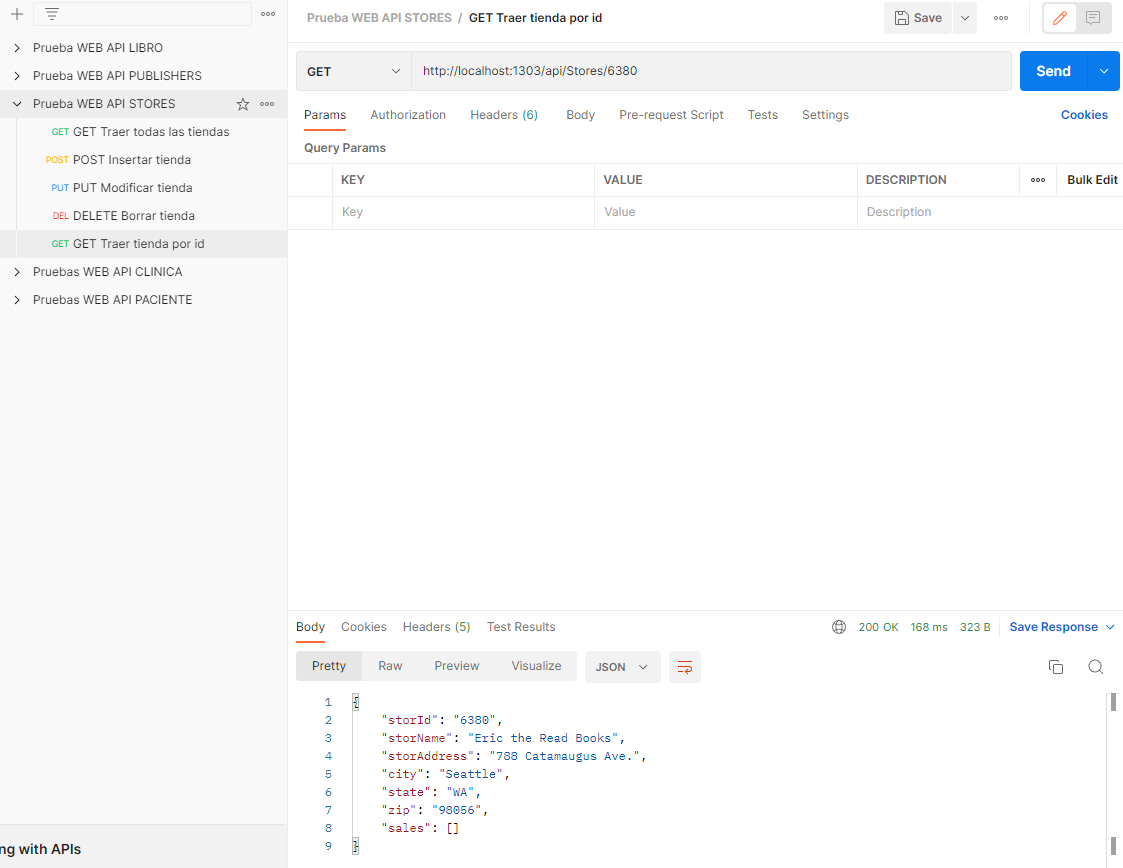 Prueba WEB API LIBRO
Prueba WEB API PUBLISHERS
Prueba WEB API STORES
GET GET Traer todas las tiendas
POST POST Insertar tienda
PUT PUT Modificar tienda
DEL DELETE Borrar tienda
GET GET Traer tienda por id
Pruebas WEB API CLINICA
Pruebas WEB API PACIENTE
ng with APIs
Prueba WEB API STORES / GET Traer tienda por id
Save
GET http://localhost:1303/api/Stores/6380 Send
Params Authorization Headers (6) Body Pre-request Script Tests Settings Cookies
Query Params
KEY VALUE DESCRIPTION Bulk Edit
Key Value Description
Body Cookies Headers (5) Test Results 200 OK 168 ms 323 B Save Response
Pretty Raw Preview Visualize JSON
1 {
2 "storId": "6380",
3 "storName": "Eric the Read Books",
4 "storAddress": "788 Catamaugus Ave.",
5 "city": "Seattle",
6 "state": "WA",
7 "zip": "98056",
8 "sales": []
9 }